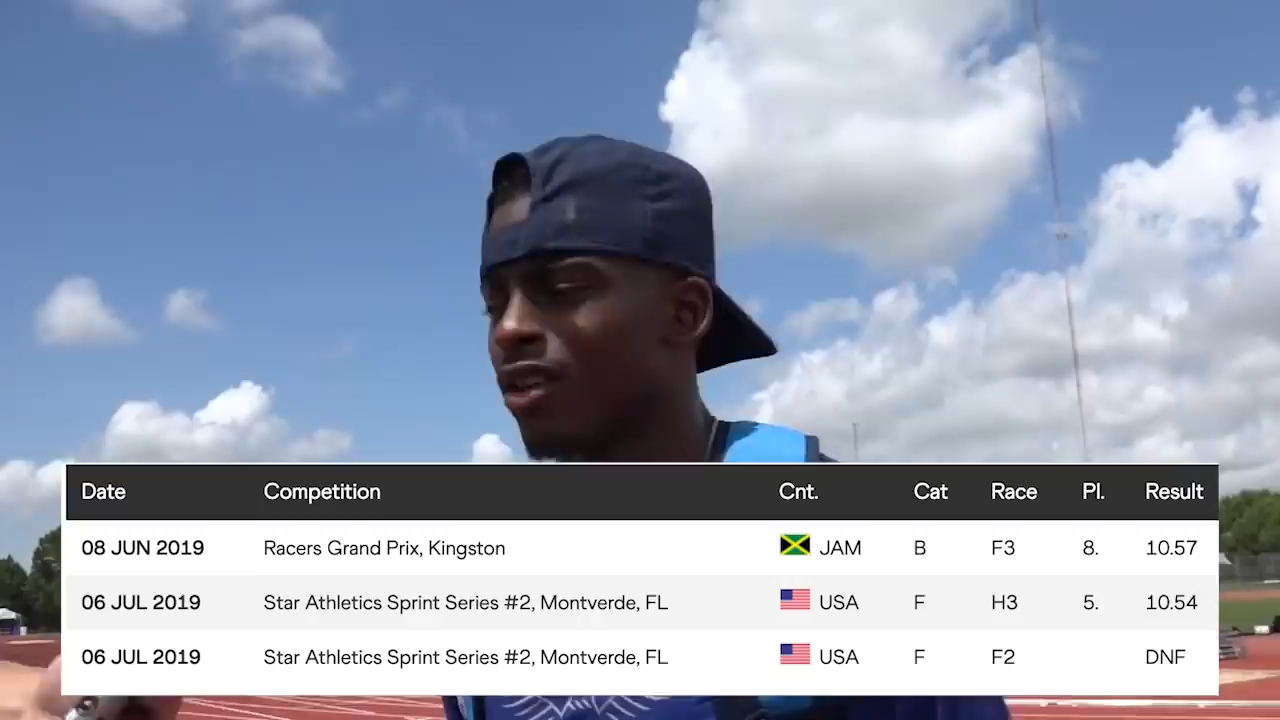 Date Competition Cnt. Cat Race Pl. Result
08 JUN 2019 Racers Grand Prix, Kingston JAM B F3 8. 10.57
06 JUL 2019 Star Athletics Sprint Series #2, Montverde, FL USA F H3 5. 10.54
06 JUL 2019 Star Athletics Sprint Series #2, Montverde, FL USA F F2 DNF